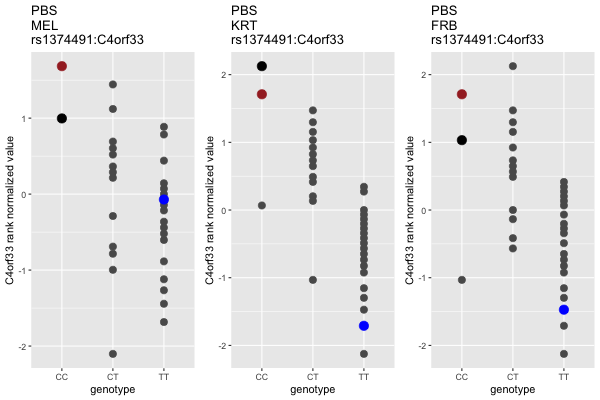 PBS
MEL
rs1374491:C4orf33
C4orf33 rank normalized value
1
0
-1
-2
CC CT TT
genotype
PBS
KRT
rs1374491:C4orf33
C4orf33 rank normalized value
2
1
0
-1
-2
CC CT TT
genotype
PBS
FRB
rs1374491:C4orf33
C4orf33 rank normalized value
2
1
0
-1
-2
CC CT TT
genotype